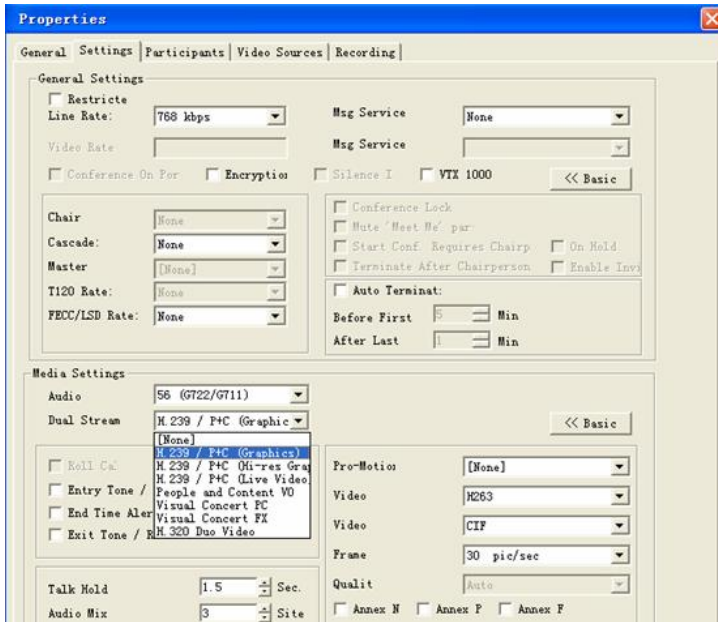 Properties
General Settings Participants Video Sources Recording
General Settings
Restricte
Line Rate: 768 kbps Msg Service None
Video Rate Msg Service
Conference On Por Encryption Silence I VTX 1000 << Basic
Chair None
Cascade: None
Master [None]
T120 Rate: None
FECC/LSD Rate: None
Conference Lock
Mute 'Meet Me' par
Start Conf. Requires Chairp On Hold
Terminate After Chairperson Enable Invi
Auto Terminat:
Before First 5 Min
After Last 1 Min
Media Settings
Audio 56 (G722/G711)
Dual Stream H.239 / P+C (Graphic << Basic
[None]
H.239 / P+C (Graphics)
H.239 / P+C (Hi-res Gra
H.239 / P+C (Live Video
People and Content V0
Visual Concert PC
Visual Concert FX
H.320 Duo Video
Roll Cal
Entry Tone /
End Time Aler
Exit Tone / R
Pro-Motion [None]
Video H263
Video CIF
Frame 30 pic/sec
Qualit Auto
Annex N Annex P Annex F
Talk Hold 1.5 Sec.
Audio Mix 3 Site